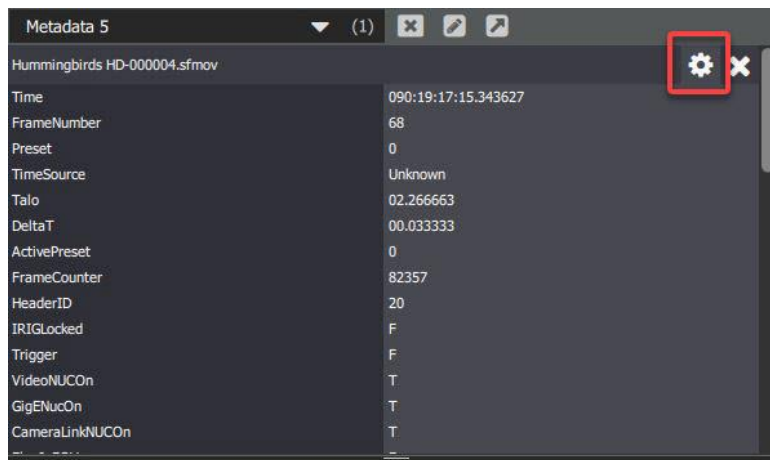 Metadata 5 (1)
Hummingbirds HD-000004.sfmov
Time 090:19:17:15.343627
FrameNumber 68
Preset 0
TimeSource Unknown
Talo 02.266663
DeltaT 00.033333
ActivePreset 0
FrameCounter 82357
HeaderID 20
IRIGLocked F
Trigger F
VideoNUCOn T
GigENucOn T
CameraLinkNUCOn T